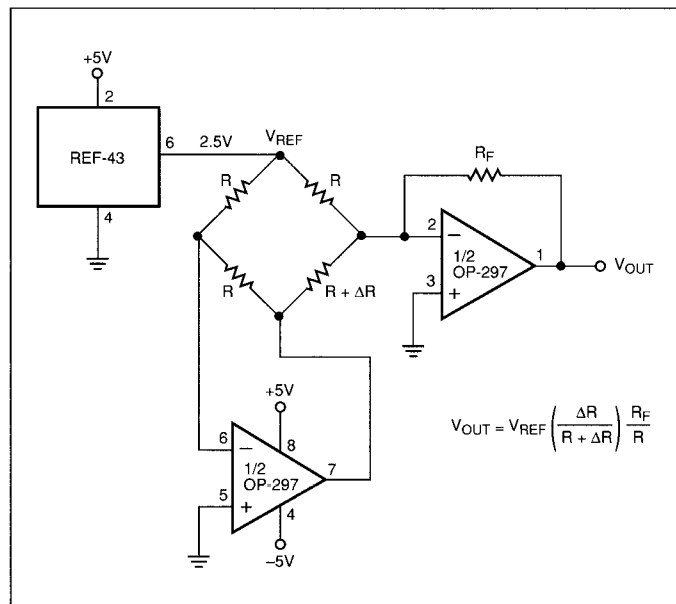 +5V
2
REF-43
6
2.5V
4
V_REF
R
R
R
R + ΔR
R_F
2
−
1/2
OP-297
3
+
1
V_OUT
+5V
8
6
−
1/2
OP-297
5
+
7
4
−5V
V_OUT = V_REF (ΔR / (R + ΔR)) R_F / R